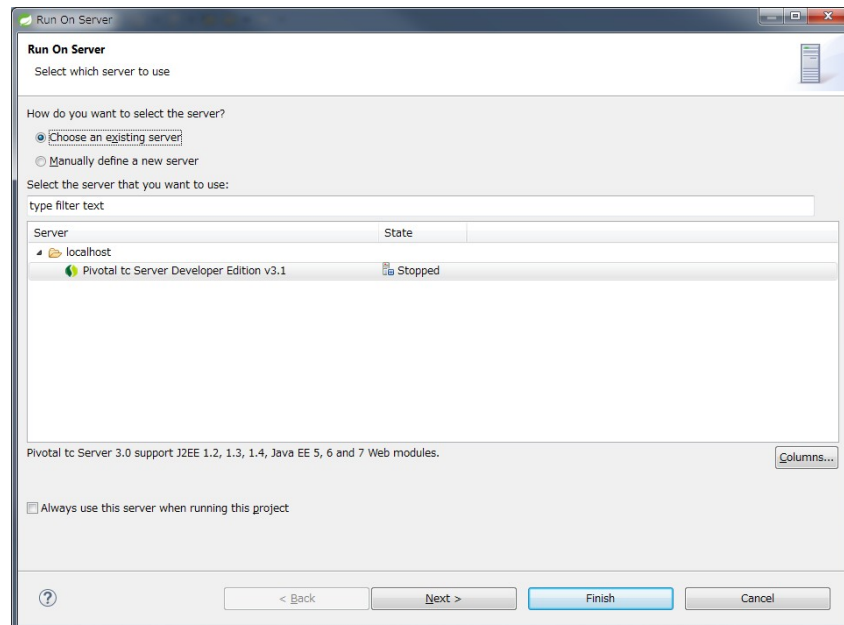 Run On Server
Run On Server
Select which server to use
How do you want to select the server?
Choose an existing server
Manually define a new server
Select the server that you want to use:
type filter text
Server State
localhost
Pivotal tc Server Developer Edition v3.1 Stopped
Pivotal tc Server 3.0 support J2EE 1.2, 1.3, 1.4, Java EE 5, 6 and 7 Web modules.
Columns...
Always use this server when running this project
? < Back Next > Finish Cancel